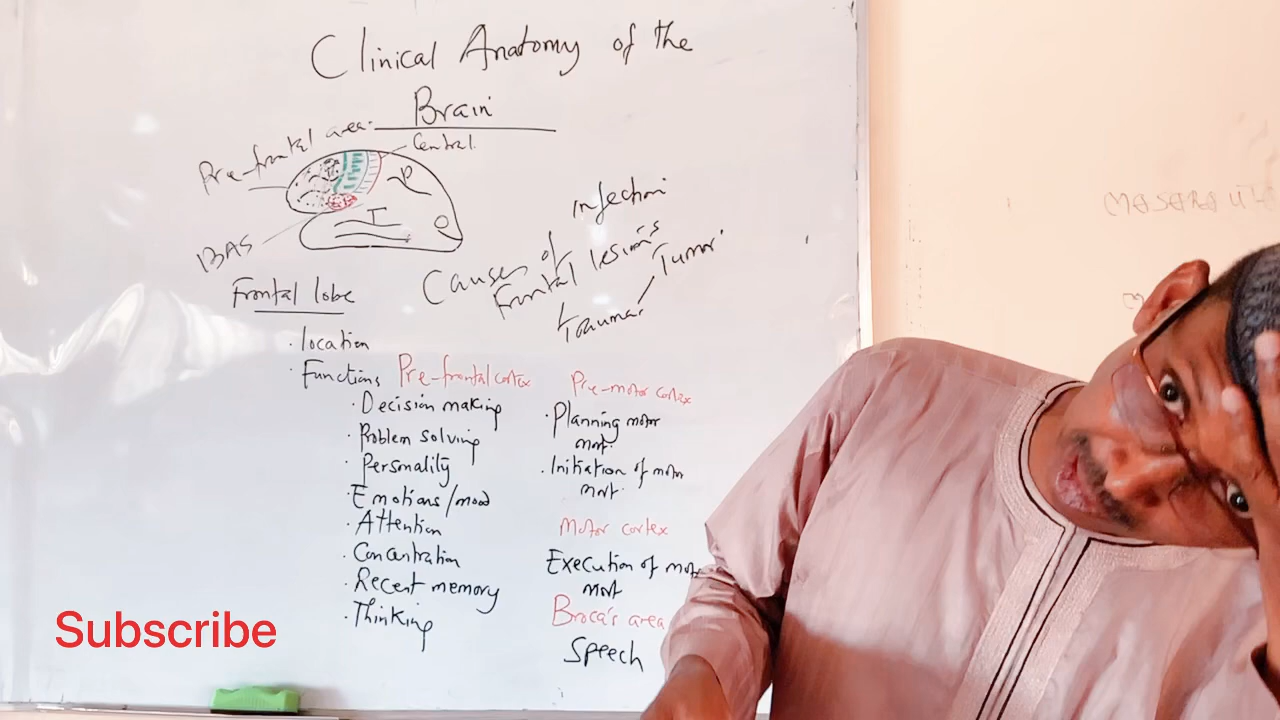 Clinical Anatomy of the
Brain
Pre-frontal area.
Central
P
T
O
BAS
infection
Causes of
Frontal lesions
Tumor
Trauma
Frontal lobe
. location
. Functions
Pre-frontal cortex
. Decision making
. Problem solving
. Personality
. Emotions/mood
. Attention
. Concentration
. Recent memory
. Thinking
Pre-motor cortex
. Planning motor
mvt.
. Initiation of motor
mvt.
Motor cortex
Execution of motor
mvt
Broca's area
Speech
Subscribe